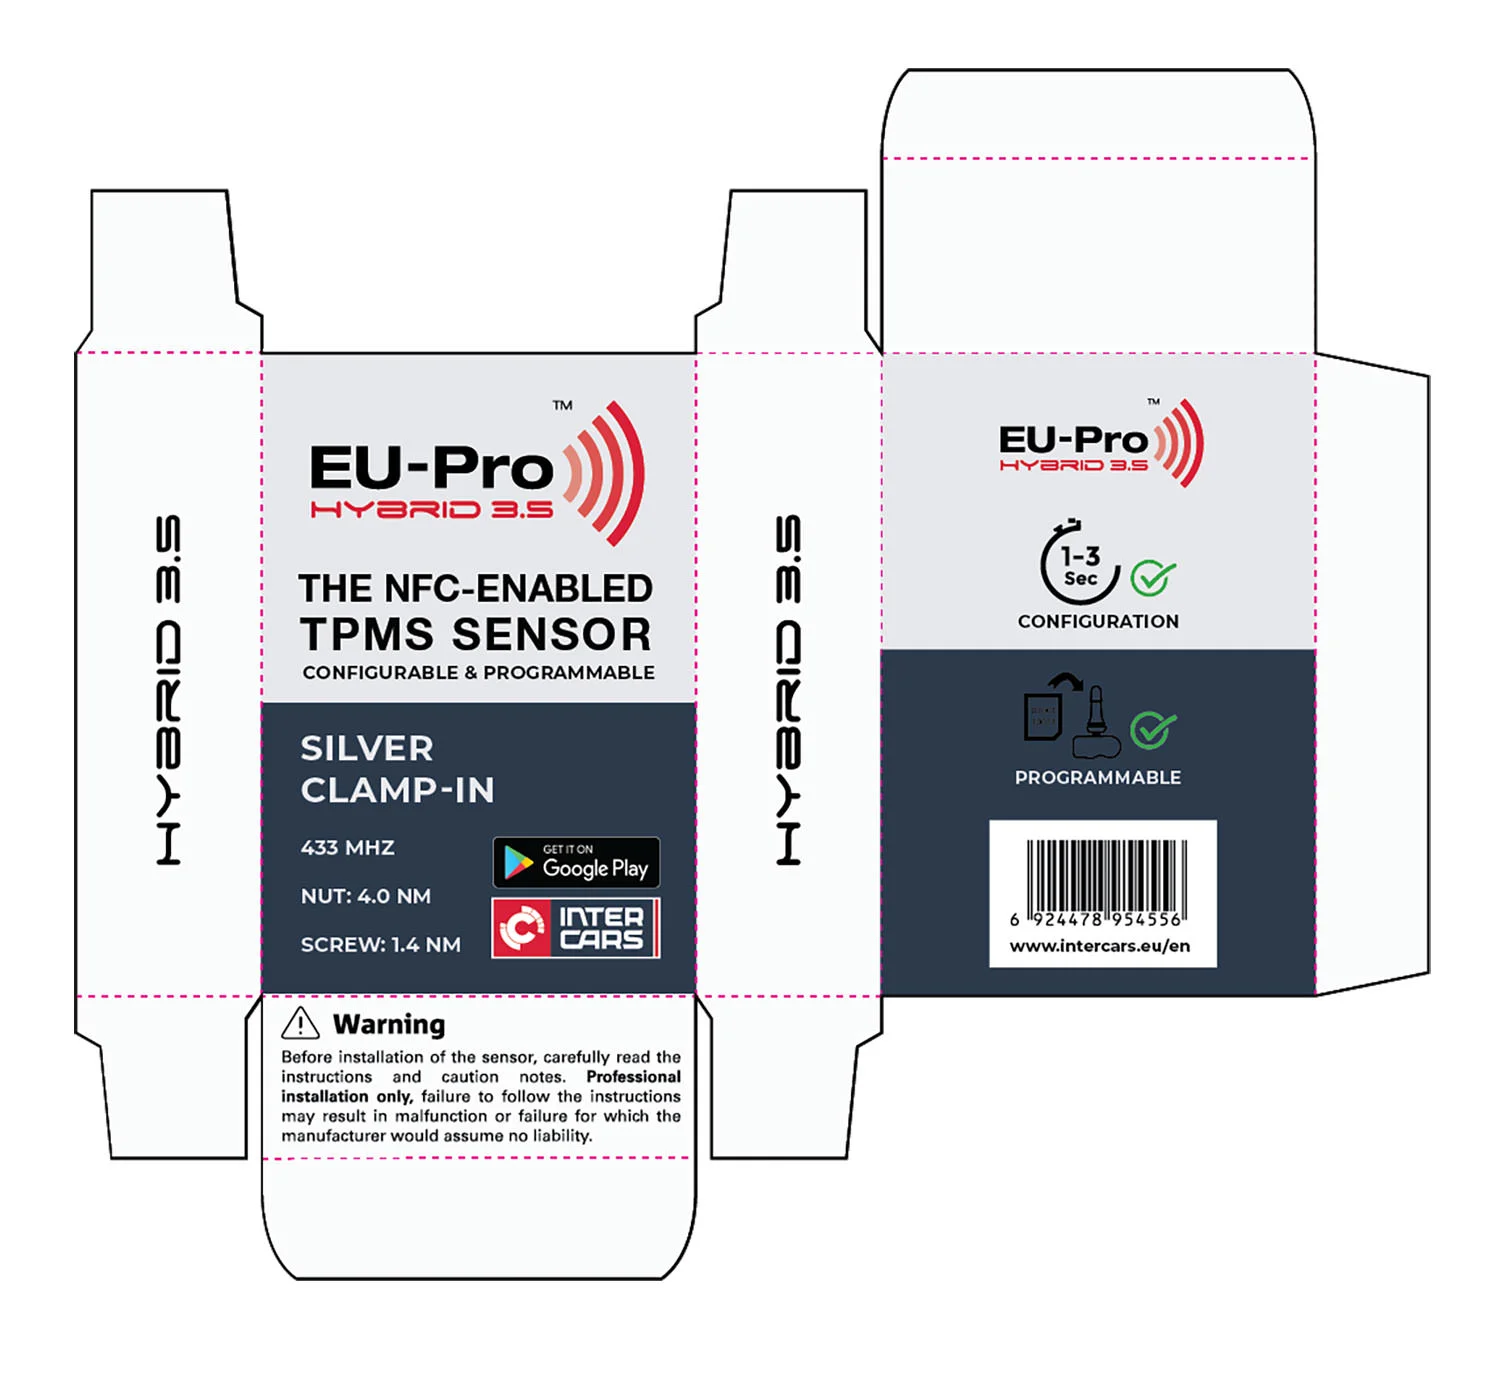 HYBRID 3.5
™
EU-Pro
HYBRID 3.5
THE NFC-ENABLED
TPMS SENSOR
CONFIGURABLE & PROGRAMMABLE
SILVER
CLAMP-IN
433 MHZ
NUT: 4.0 NM
SCREW: 1.4 NM
GET IT ON
Google Play
INTER
CARS
Warning
Before installation of the sensor, carefully read the
instructions and caution notes. Professional
installation only, failure to follow the instructions
may result in malfunction or failure for which the
manufacturer would assume no liability.
HYBRID 3.5
™
EU-Pro
HYBRID 3.5
1-3
Sec
CONFIGURATION
PROGRAMMABLE
6 924478 954556
www.intercars.eu/en